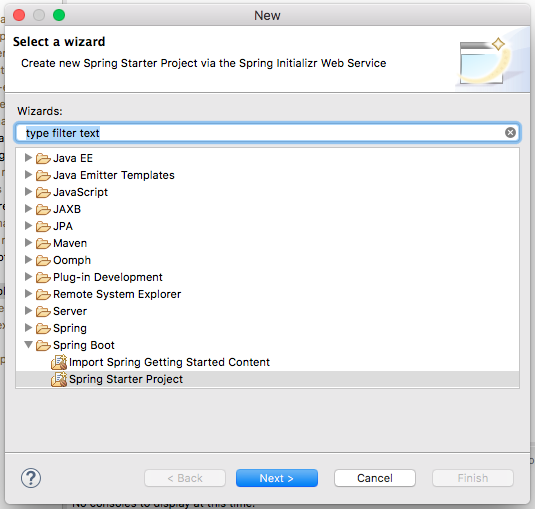 New
Select a wizard
Create new Spring Starter Project via the Spring Initializr Web Service
Wizards:
type filter text
Java EE
Java Emitter Templates
JavaScript
JAXB
JPA
Maven
Oomph
Plug-in Development
Remote System Explorer
Server
Spring
Spring Boot
Import Spring Getting Started Content
Spring Starter Project
? < Back Next > Cancel Finish
No consoles to display at this time.